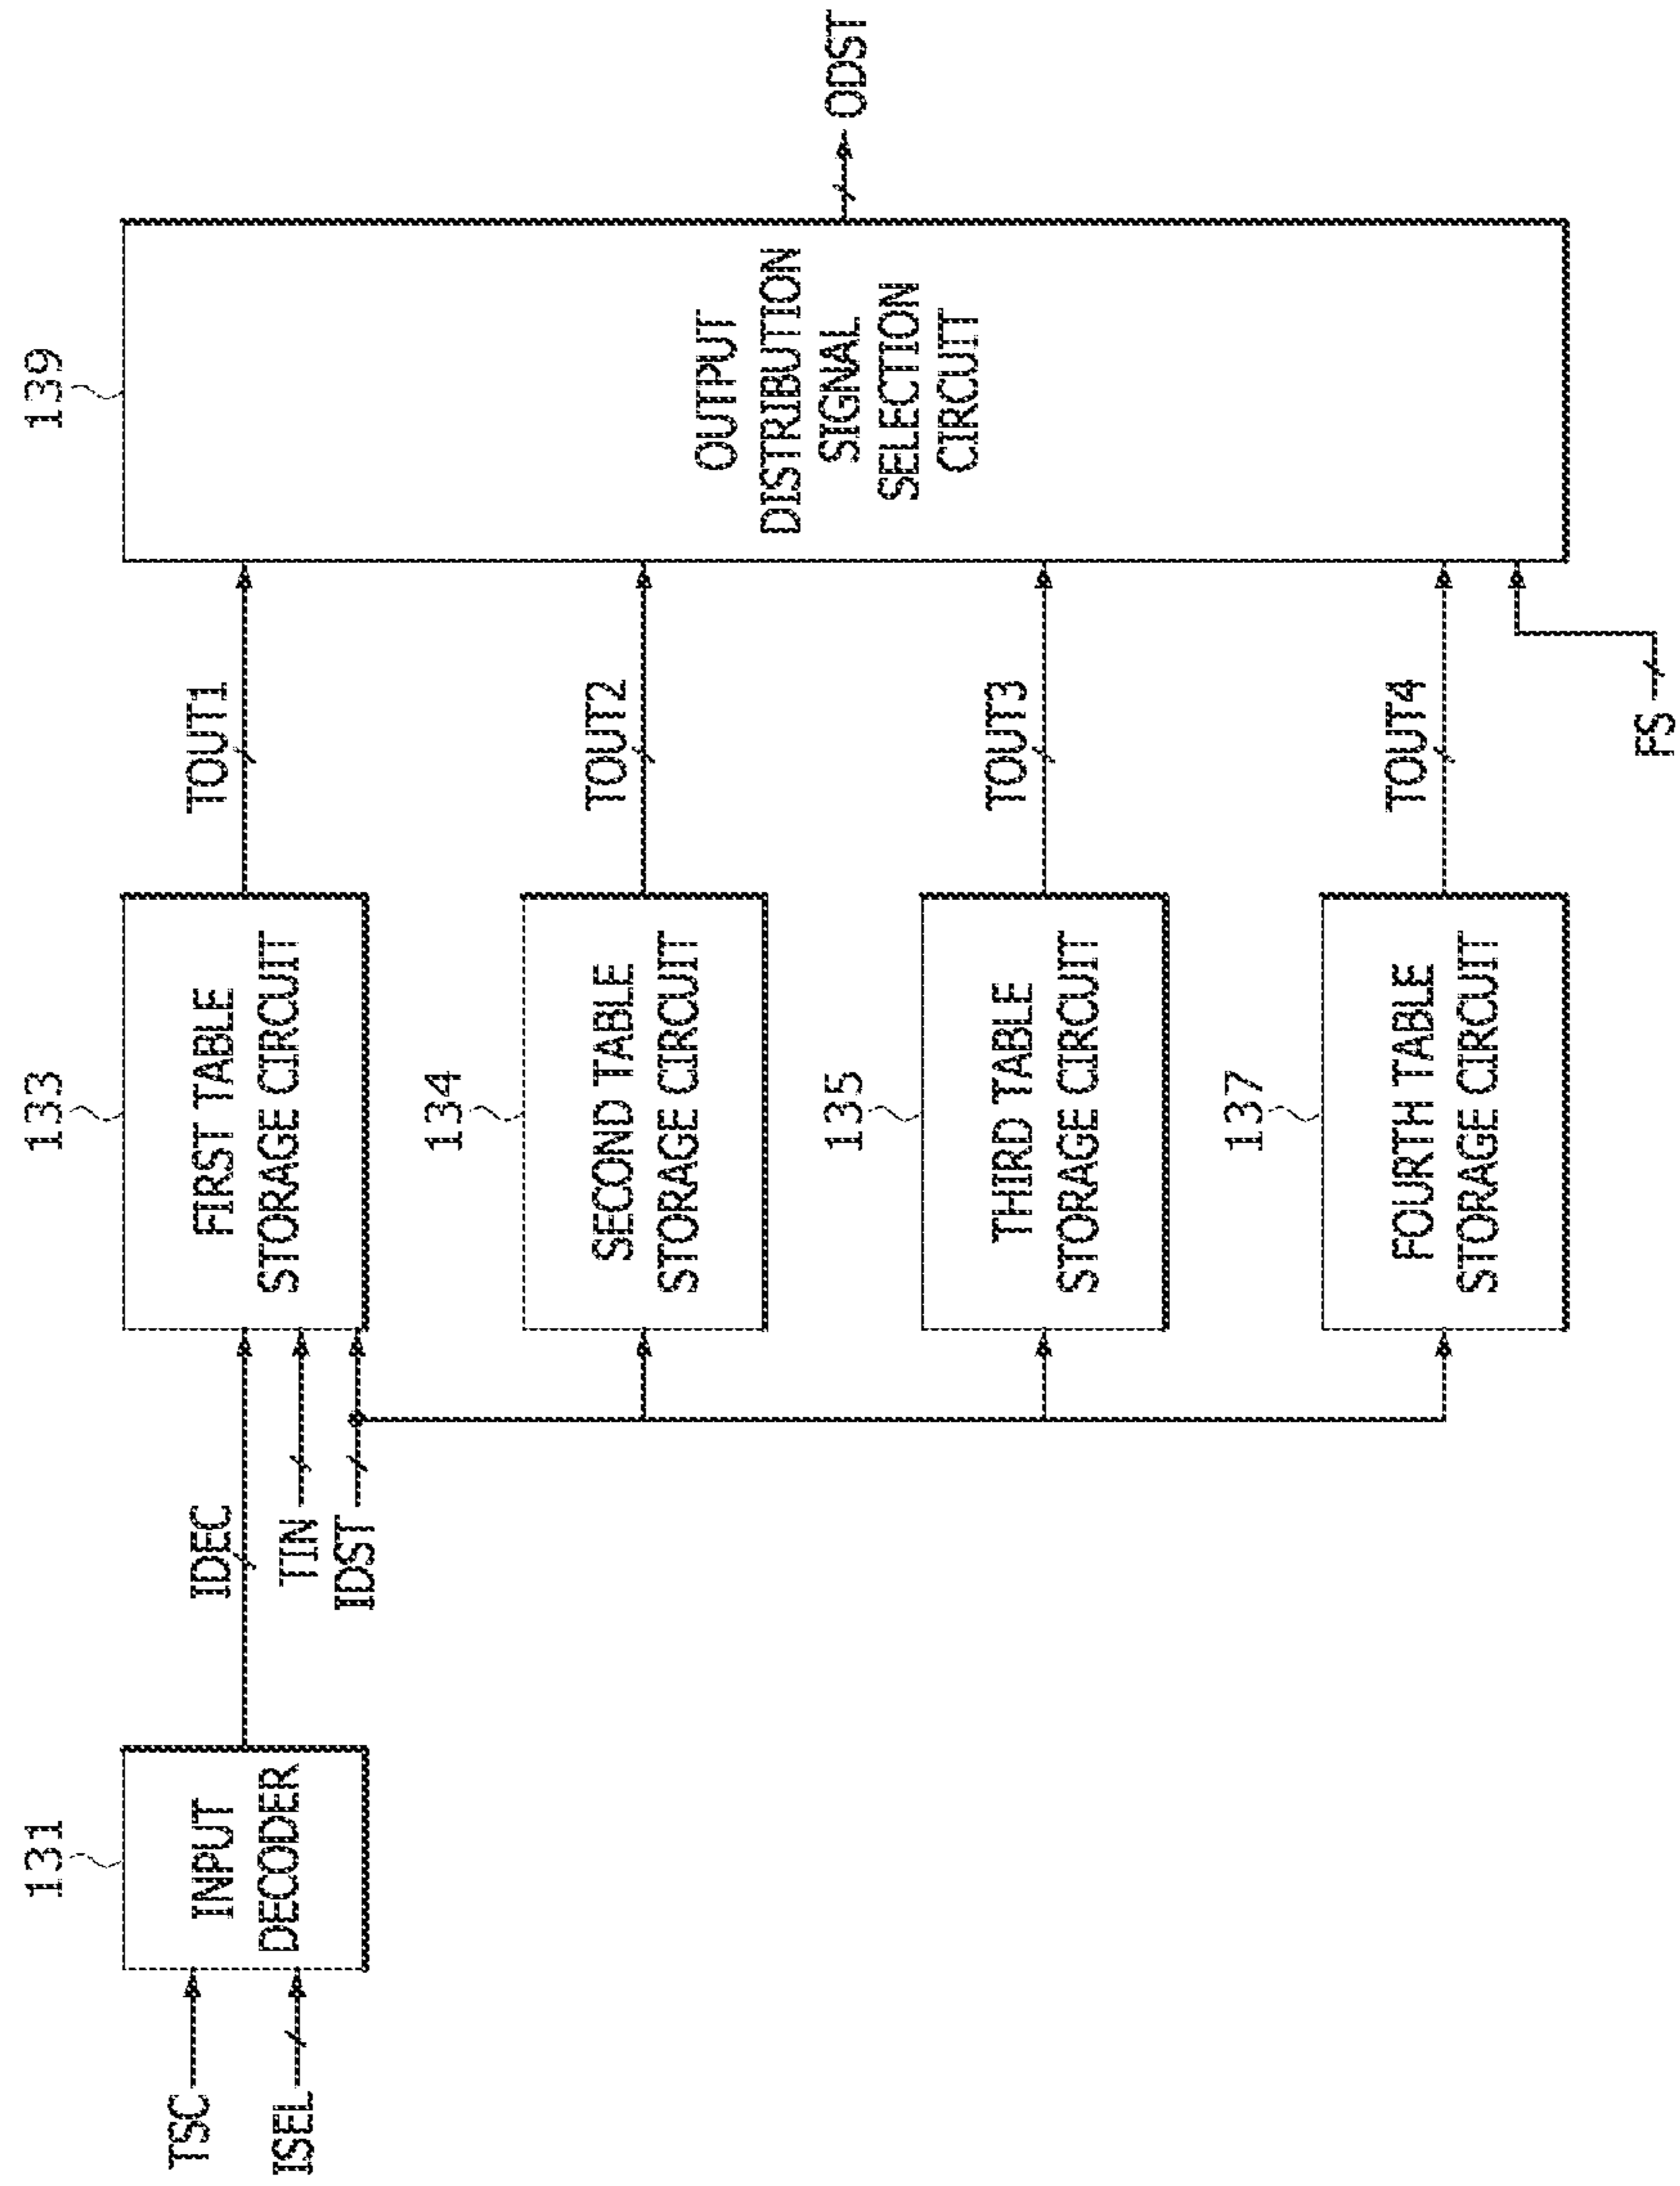 131
133
139
TSC
ISEL
INPUT
DECODER
IDEC
TIN
IDST
FIRST TABLE
STORAGE CIRCUIT
TOUT1
134
SECOND TABLE
STORAGE CIRCUIT
TOUT2
135
THIRD TABLE
STORAGE CIRCUIT
TOUT3
137
FOURTH TABLE
STORAGE CIRCUIT
TOUT4
FS
OUTPUT
DISTRIBUTION
SIGNAL
SELECTION
CIRCUIT
ODST